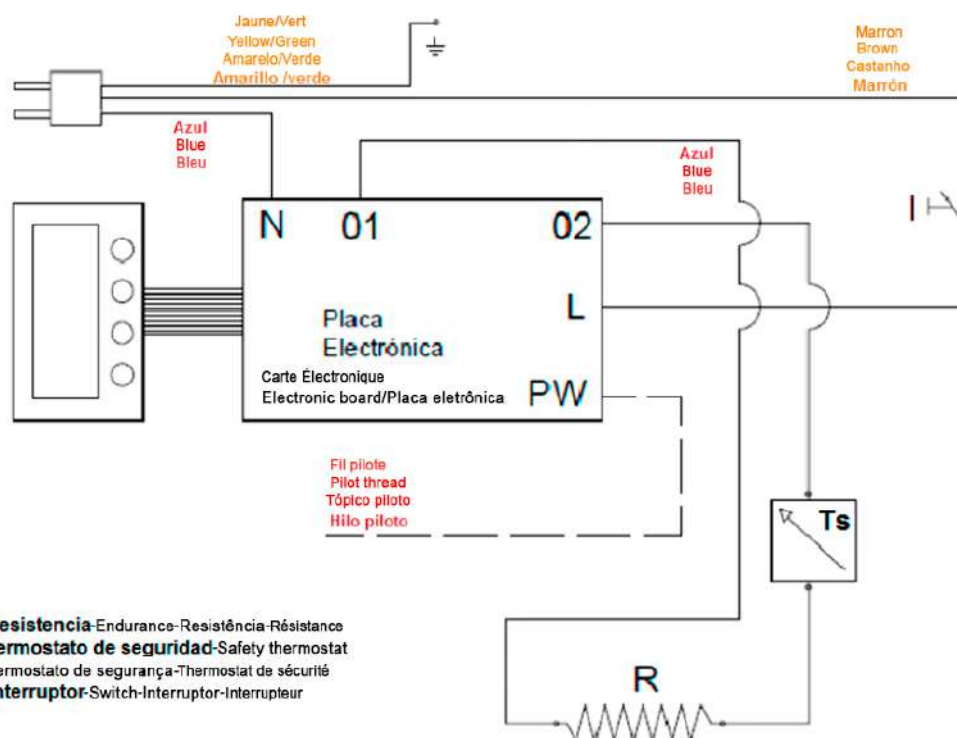 Jaune/Vert
Yellow/Green
Amarelo/Verde
Amarillo /verde
Marron
Brown
Castanho
Marrón
Azul
Blue
Bleu
Azul
Blue
Bleu
I
N 01 02
L
Placa
Electrónica
Carte Électronique
Electronic board/Placa eletrônica
PW
Fil pilote
Pilot thread
Tópico piloto
Hilo piloto
Ts
esistencia-Endurance-Resistência-Résistance
ermostato de seguridad-Safety thermostat
ermostato de segurança-Thermostat de sécurité
nterruptor-Switch-Interruptor-Interrupteur
R